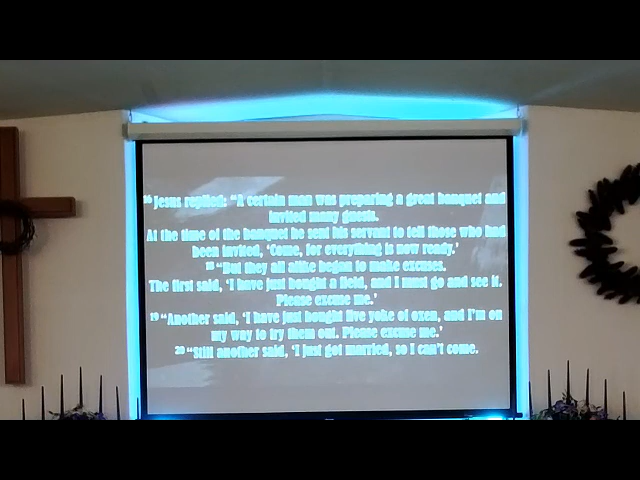 16 Jesus replied: “A certain man was preparing a great banquet and
invited many guests.
At the time of the banquet he sent his servant to tell those who had
been invited, ‘Come, for everything is now ready.’
18 “But they all alike began to make excuses.
The first said, ‘I have just bought a field, and I must go and see it.
Please excuse me.’
19 “Another said, ‘I have just bought five yoke of oxen, and I’m on
my way to try them out. Please excuse me.’
20 “Still another said, ‘I just got married, so I can’t come.